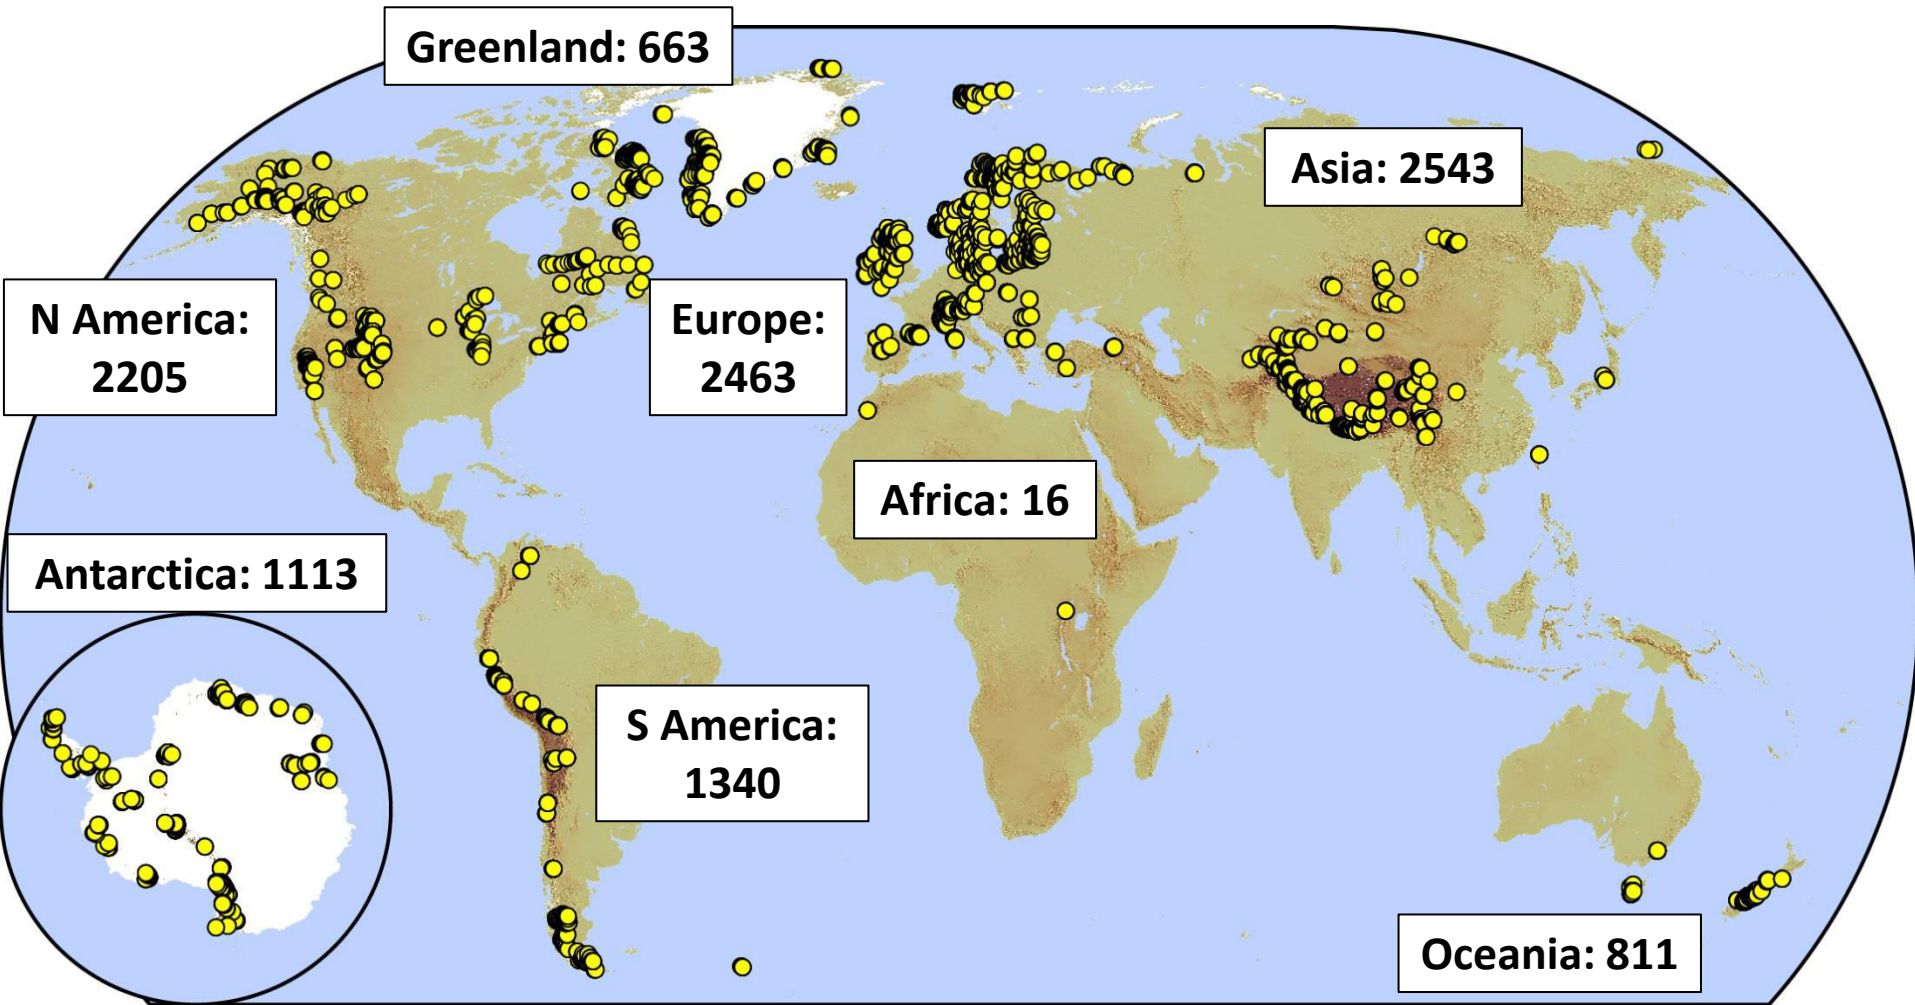 Greenland: 663
Asia: 2543
N America:
2205
Europe:
2463
Africa: 16
Antarctica: 1113
S America:
1340
Oceania: 811